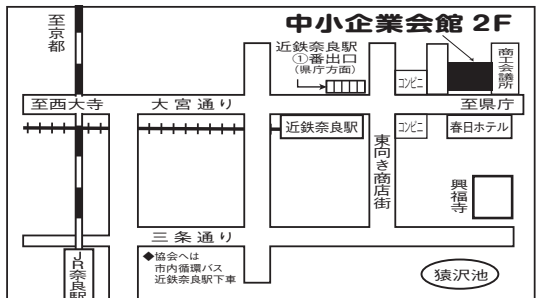 中小企業会館 2F
至京都
近鉄奈良駅
①番出口
(県庁方面)
コンビニ
商工会議所
至西大寺
大宮通り
至県庁
近鉄奈良駅
コンビニ
春日ホテル
東向き商店街
興福寺
三条通り
JR奈良駅
◆協会へは
市内循環バス
近鉄奈良駅下車
猿沢池